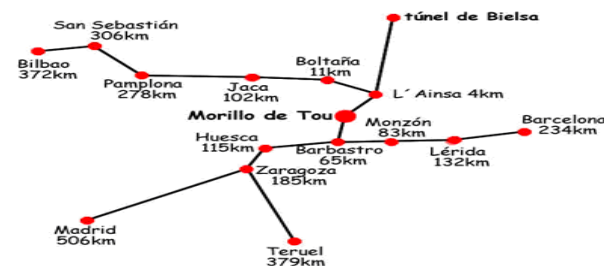 túnel de Bielsa
San Sebastián
306km
Bilbao
372km
Pamplona
278km
Jaca
102km
Boltaña
11km
L´ Ainsa 4km
Morillo de Tou
Huesca
115km
Barbastro
65km
Monzón
83km
Lérida
132km
Barcelona
234km
Zaragoza
185km
Madrid
506km
Teruel
379km